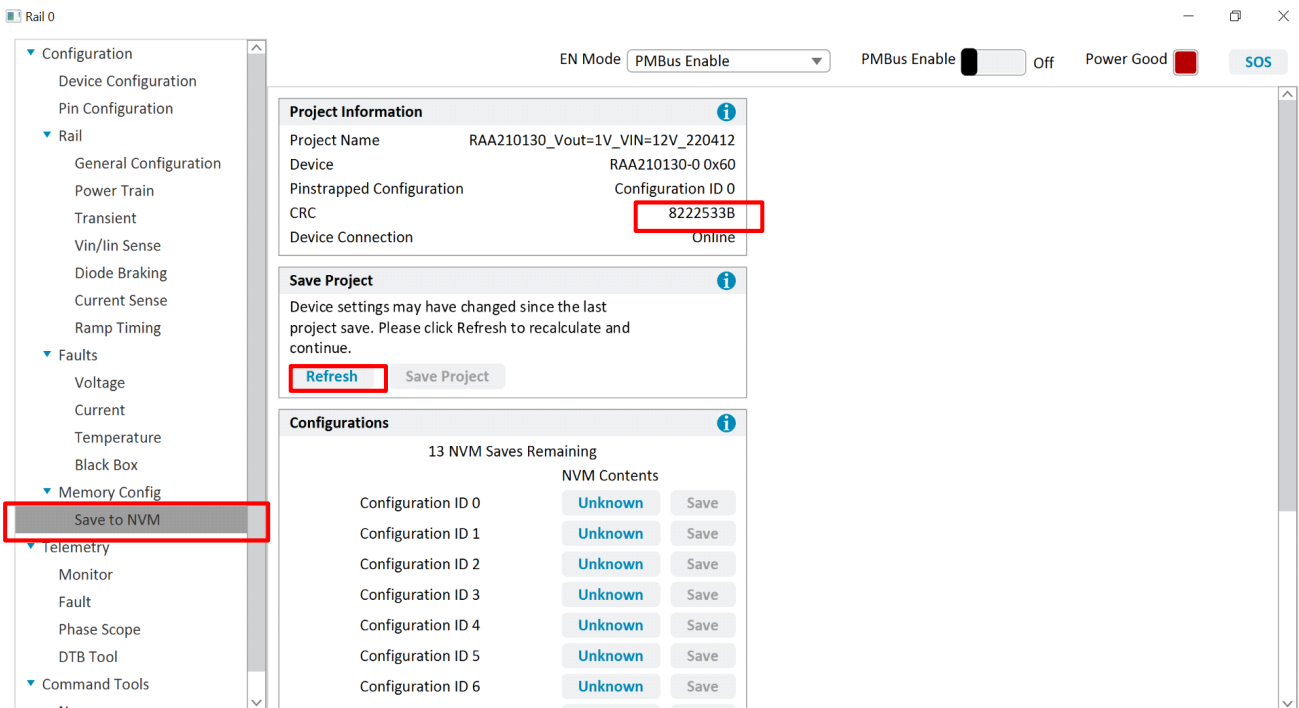 Rail 0
Configuration
Device Configuration
Pin Configuration
Rail
General Configuration
Power Train
Transient
Vin/Iin Sense
Diode Braking
Current Sense
Ramp Timing
Faults
Voltage
Current
Temperature
Black Box
Memory Config
Save to NVM
Telemetry
Monitor
Fault
Phase Scope
DTB Tool
Command Tools
EN Mode PMBus Enable PMBus Enable Off Power Good SOS
Project Information
Project Name RAA210130_Vout=1V_VIN=12V_220412
Device RAA210130-0 0x60
Pinstrapped Configuration Configuration ID 0
CRC 8222533B
Device Connection Online
Save Project
Device settings may have changed since the last
project save. Please click Refresh to recalculate and
continue.
Refresh Save Project
Configurations
13 NVM Saves Remaining
NVM Contents
Configuration ID 0 Unknown Save
Configuration ID 1 Unknown Save
Configuration ID 2 Unknown Save
Configuration ID 3 Unknown Save
Configuration ID 4 Unknown Save
Configuration ID 5 Unknown Save
Configuration ID 6 Unknown Save